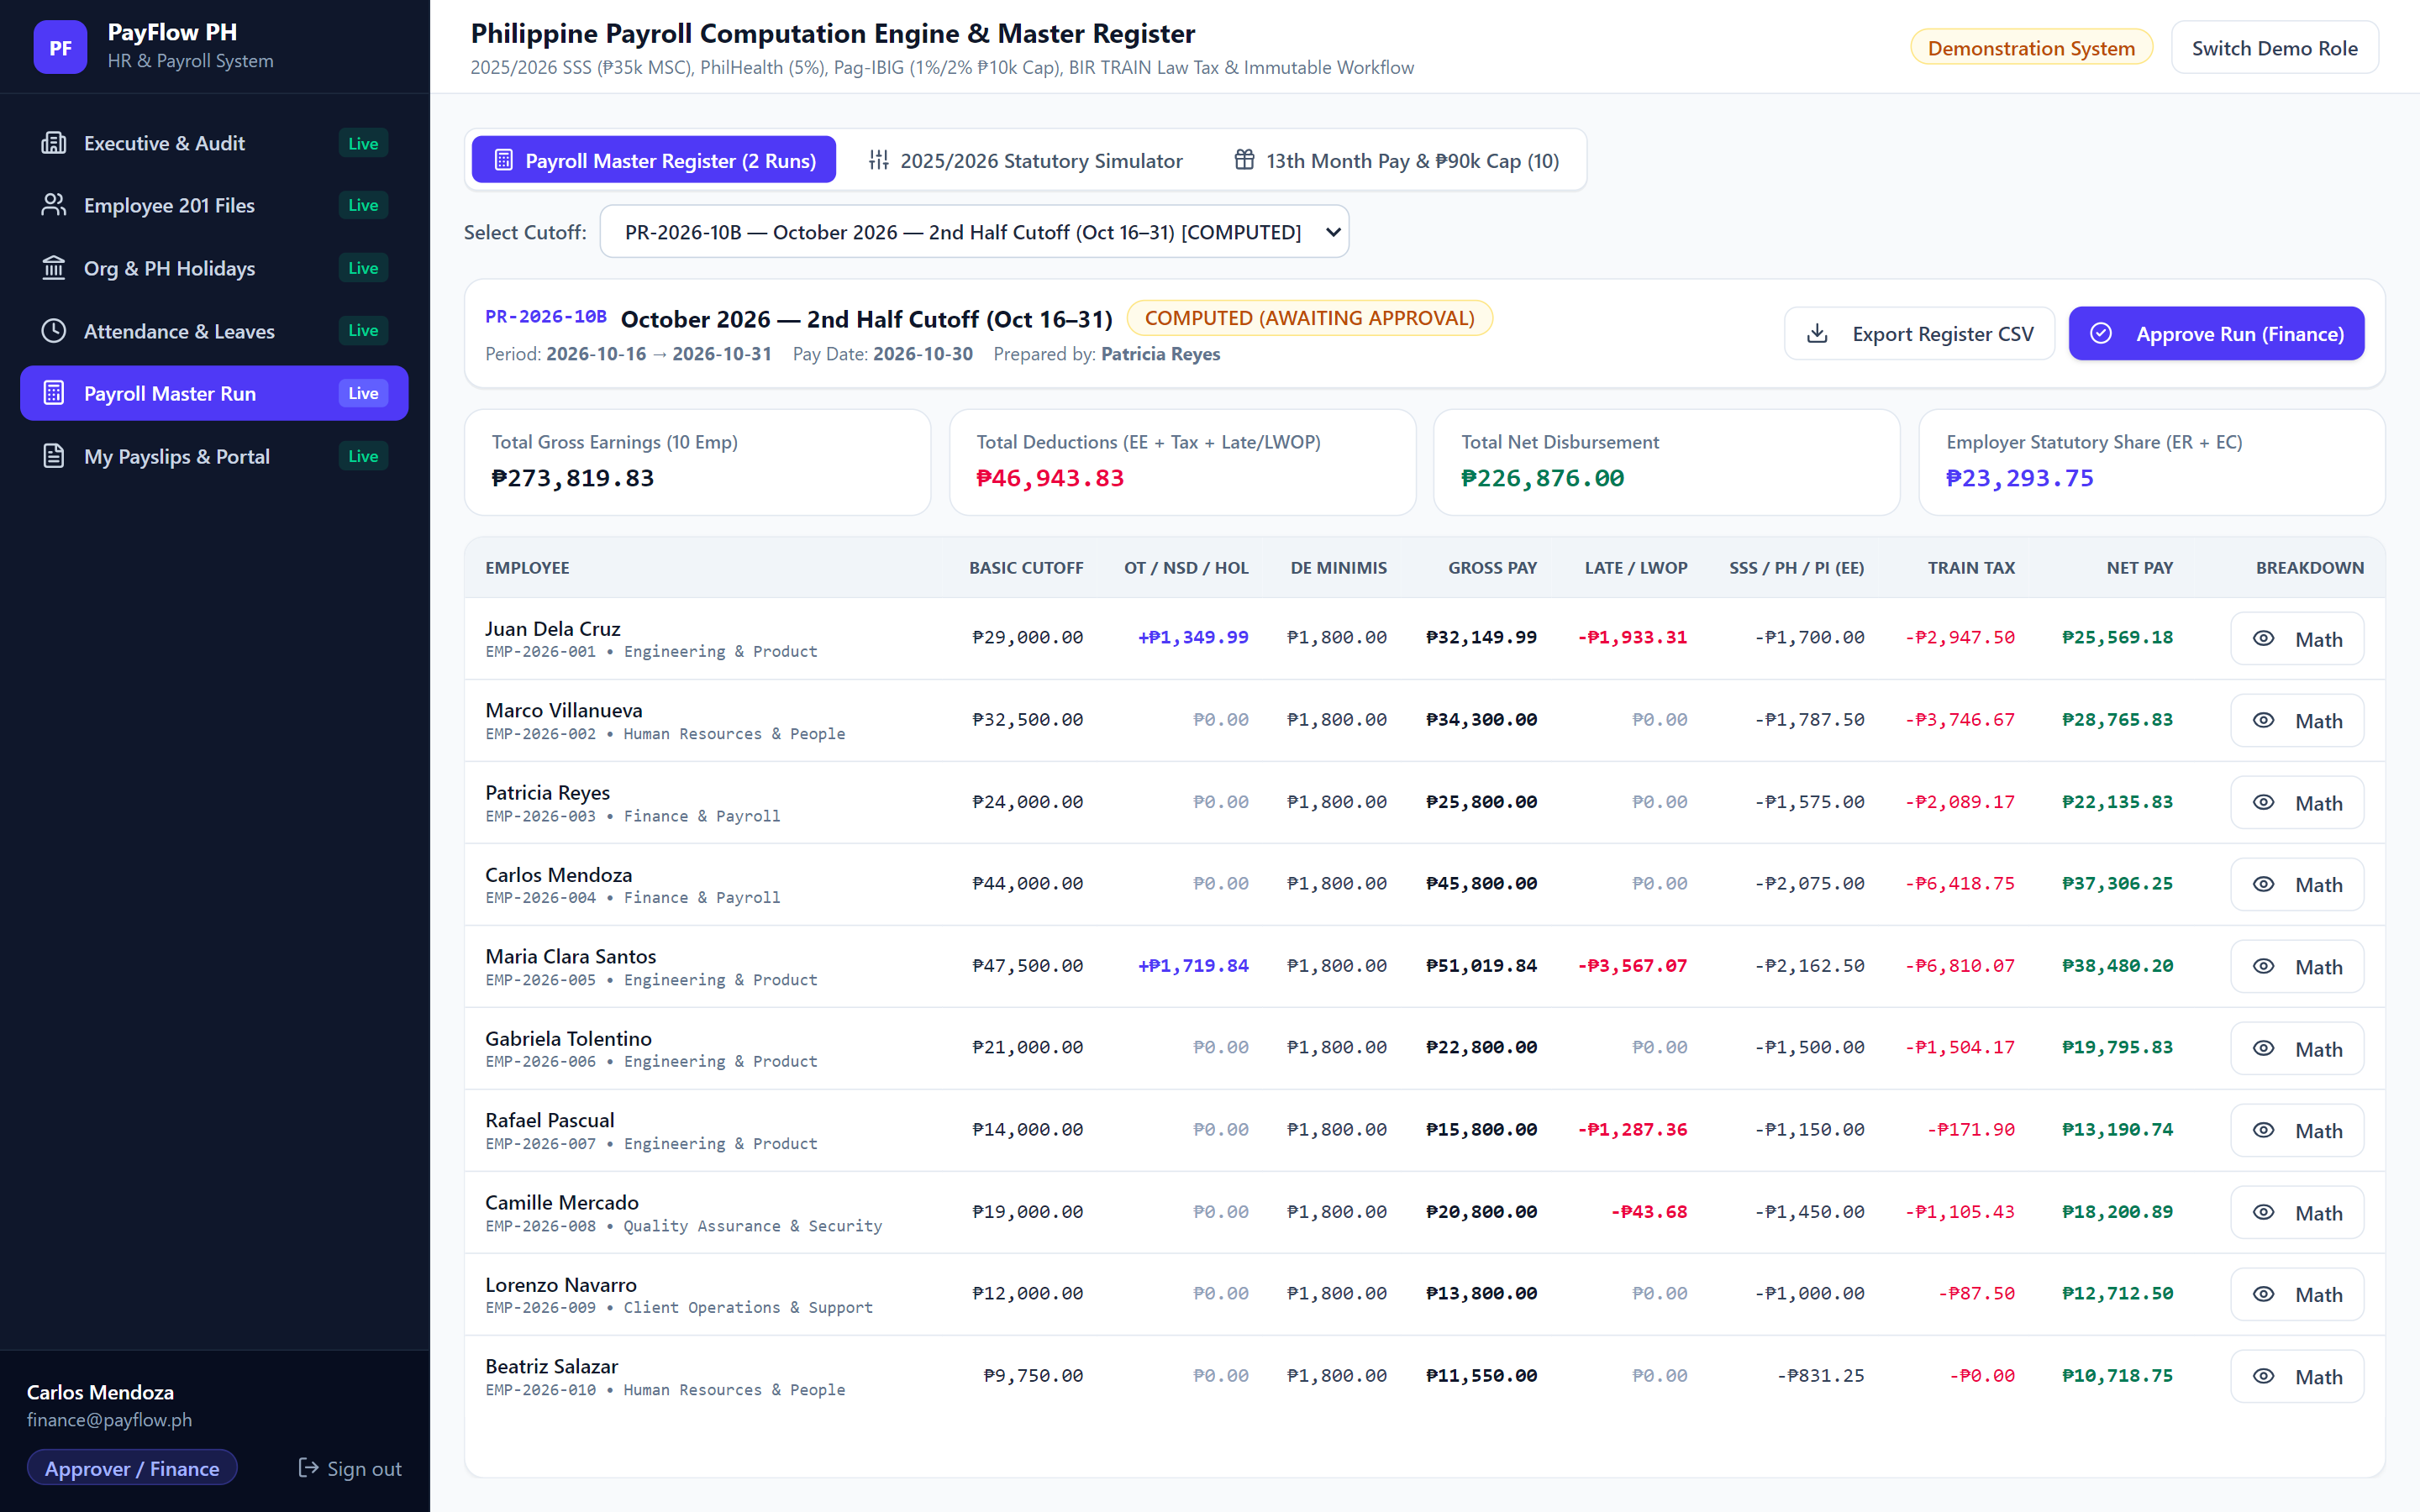 PF
PayFlow PH
HR & Payroll System
Executive & Audit Live
Employee 201 Files Live
Org & PH Holidays Live
Attendance & Leaves Live
Payroll Master Run Live
My Payslips & Portal Live
Carlos Mendoza
finance@payflow.ph
Approver / Finance Sign out
Philippine Payroll Computation Engine & Master Register
2025/2026 SSS (₱35k MSC), PhilHealth (5%), Pag-IBIG (1%/2% ₱10k Cap), BIR TRAIN Law Tax & Immutable Workflow
Demonstration System Switch Demo Role
Payroll Master Register (2 Runs) 2025/2026 Statutory Simulator 13th Month Pay & ₱90k Cap (10)
Select Cutoff: PR-2026-10B — October 2026 — 2nd Half Cutoff (Oct 16–31) [COMPUTED]
PR-2026-10B October 2026 — 2nd Half Cutoff (Oct 16–31) COMPUTED (AWAITING APPROVAL)
Period: 2026-10-16 → 2026-10-31 Pay Date: 2026-10-30 Prepared by: Patricia Reyes
Export Register CSV Approve Run (Finance)
Total Gross Earnings (10 Emp)
₱273,819.83
Total Deductions (EE + Tax + Late/LWOP)
₱46,943.83
Total Net Disbursement
₱226,876.00
Employer Statutory Share (ER + EC)
₱23,293.75
EMPLOYEE BASIC CUTOFF OT / NSD / HOL DE MINIMIS GROSS PAY LATE / LWOP SSS / PH / PI (EE) TRAIN TAX NET PAY BREAKDOWN
Juan Dela Cruz
EMP-2026-001 • Engineering & Product
₱29,000.00 +₱1,349.99 ₱1,800.00 ₱32,149.99 -₱1,933.31 -₱1,700.00 -₱2,947.50 ₱25,569.18 Math
Marco Villanueva
EMP-2026-002 • Human Resources & People
₱32,500.00 ₱0.00 ₱1,800.00 ₱34,300.00 ₱0.00 -₱1,787.50 -₱3,746.67 ₱28,765.83 Math
Patricia Reyes
EMP-2026-003 • Finance & Payroll
₱24,000.00 ₱0.00 ₱1,800.00 ₱25,800.00 ₱0.00 -₱1,575.00 -₱2,089.17 ₱22,135.83 Math
Carlos Mendoza
EMP-2026-004 • Finance & Payroll
₱44,000.00 ₱0.00 ₱1,800.00 ₱45,800.00 ₱0.00 -₱2,075.00 -₱6,418.75 ₱37,306.25 Math
Maria Clara Santos
EMP-2026-005 • Engineering & Product
₱47,500.00 +₱1,719.84 ₱1,800.00 ₱51,019.84 -₱3,567.07 -₱2,162.50 -₱6,810.07 ₱38,480.20 Math
Gabriela Tolentino
EMP-2026-006 • Engineering & Product
₱21,000.00 ₱0.00 ₱1,800.00 ₱22,800.00 ₱0.00 -₱1,500.00 -₱1,504.17 ₱19,795.83 Math
Rafael Pascual
EMP-2026-007 • Engineering & Product
₱14,000.00 ₱0.00 ₱1,800.00 ₱15,800.00 -₱1,287.36 -₱1,150.00 -₱171.90 ₱13,190.74 Math
Camille Mercado
EMP-2026-008 • Quality Assurance & Security
₱19,000.00 ₱0.00 ₱1,800.00 ₱20,800.00 -₱43.68 -₱1,450.00 -₱1,105.43 ₱18,200.89 Math
Lorenzo Navarro
EMP-2026-009 • Client Operations & Support
₱12,000.00 ₱0.00 ₱1,800.00 ₱13,800.00 ₱0.00 -₱1,000.00 -₱87.50 ₱12,712.50 Math
Beatriz Salazar
EMP-2026-010 • Human Resources & People
₱9,750.00 ₱0.00 ₱1,800.00 ₱11,550.00 ₱0.00 -₱831.25 -₱0.00 ₱10,718.75 Math